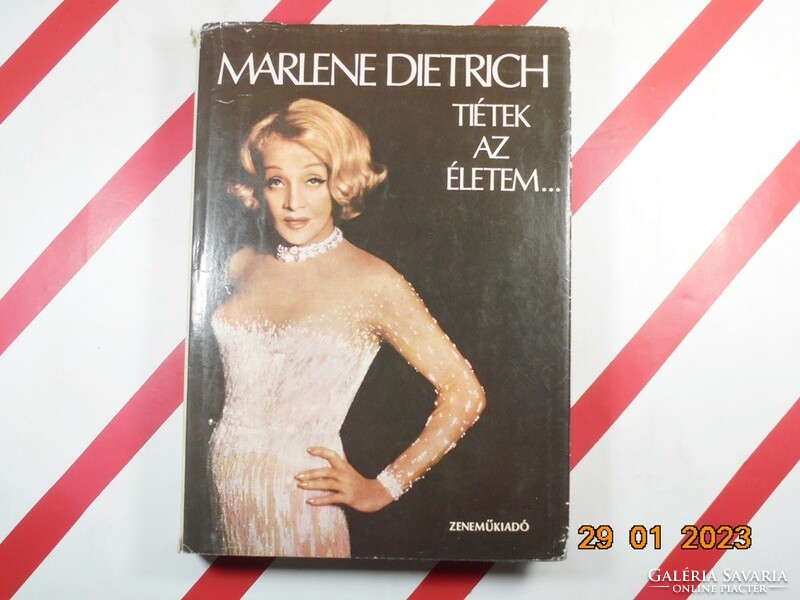 MARLENE DIETRICH
TIÉTEK
AZ
ÉLETEM...
ZENEMŰKIADÓ
29 01 2023
GALÉRIA SAVARIA
ONLINE PIACTÉR